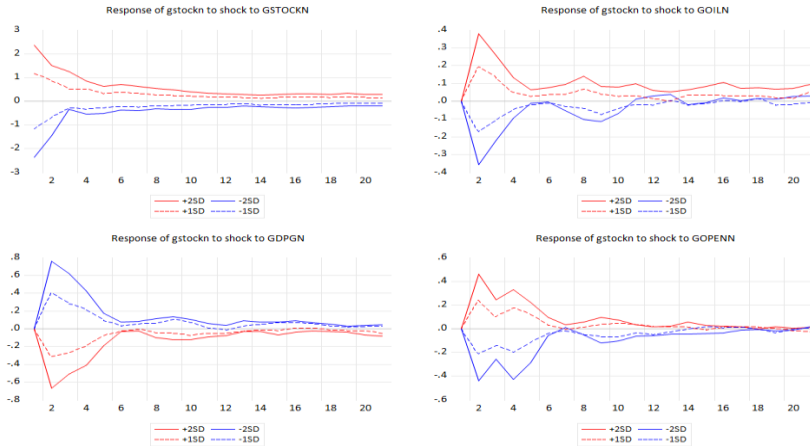 Response of gstockn to shock to GSTOCKN
3
2
1
0
-1
-2
-3
2 4 6 8 10 12 14 16 18 20
+2SD -2SD
+1SD -1SD
Response of gstockn to shock to GOILN
.4
.3
.2
.1
.0
-.1
-.2
-.3
-.4
2 4 6 8 10 12 14 16 18 20
+2SD -2SD
+1SD -1SD
Response of gstockn to shock to GDPGN
.8
.6
.4
.2
.0
-.2
-.4
-.6
-.8
2 4 6 8 10 12 14 16 18 20
+2SD -2SD
+1SD -1SD
Response of gstockn to shock to GOPENN
.6
.4
.2
.0
-.2
-.4
-.6
2 4 6 8 10 12 14 16 18 20
+2SD -2SD
+1SD -1SD